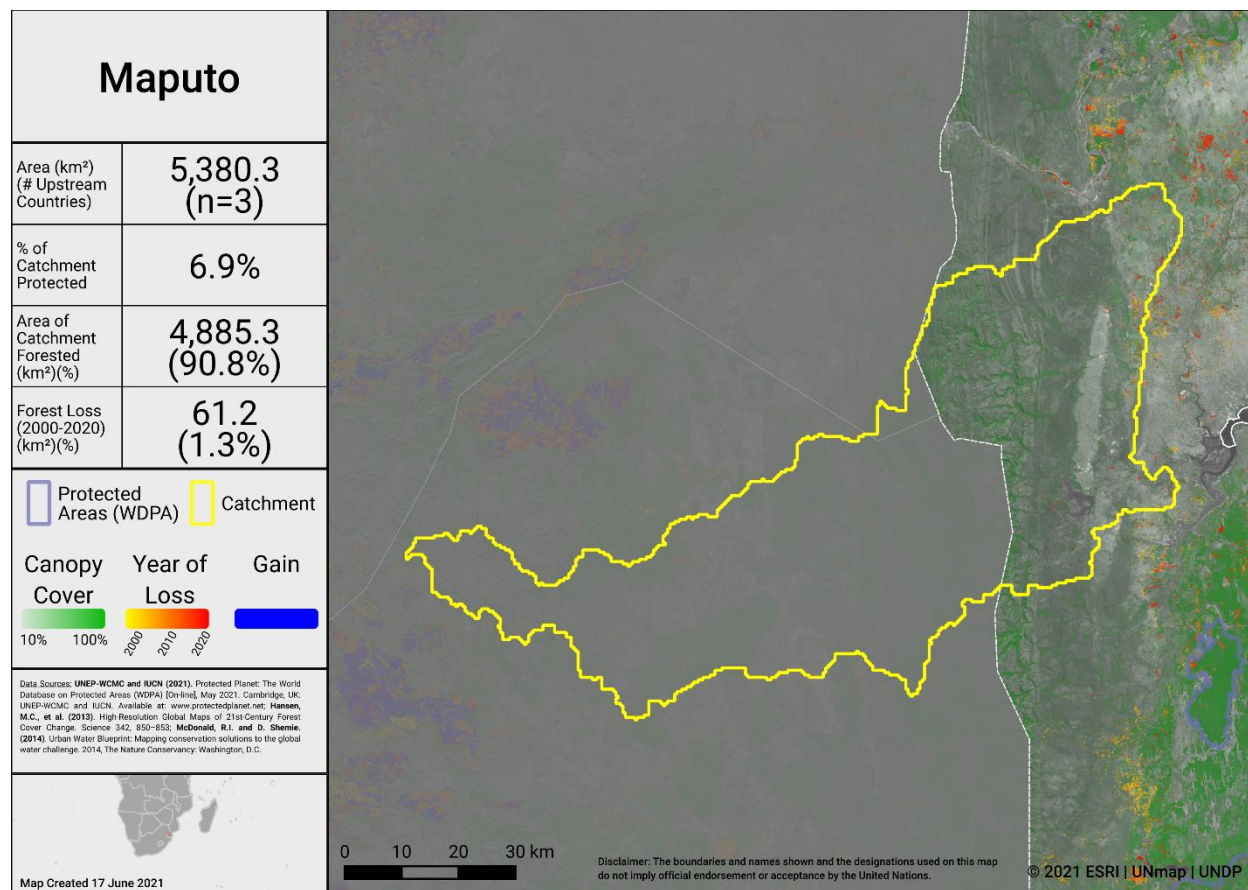 Maputo
Area (km²)
(# Upstream
Countries)
5,380.3
(n=3)
% of
Catchment
Protected
6.9%
Area of
Catchment
Forested
(km²)(%)
4,885.3
(90.8%)
Forest Loss
(2000-2020)
(km²)(%)
61.2
(1.3%)
Protected
Areas (WDPA)
Catchment
Canopy
Cover
10% 100%
Year of
Loss
2000 2010 2020
Gain
Data Sources: UNEP-WCMC and IUCN (2021). Protected Planet: The World
Database on Protected Areas (WDPA) [On-line], May 2021. Cambridge, UK:
UNEP-WCMC and IUCN. Available at: www.protectedplanet.net; Hansen,
M.C., et al. (2013). High-Resolution Global Maps of 21st-Century Forest
Cover Change. Science 342, 850–853; McDonald, R.I. and D. Shemie.
(2014). Urban Water Blueprint: Mapping conservation solutions to the global
water challenge. 2014, The Nature Conservancy: Washington, D.C.
Map Created 17 June 2021
0 10 20 30 km
Disclaimer: The boundaries and names shown and the designations used on this map
do not imply official endorsement or acceptance by the United Nations.
© 2021 ESRI | UNmap | UNDP